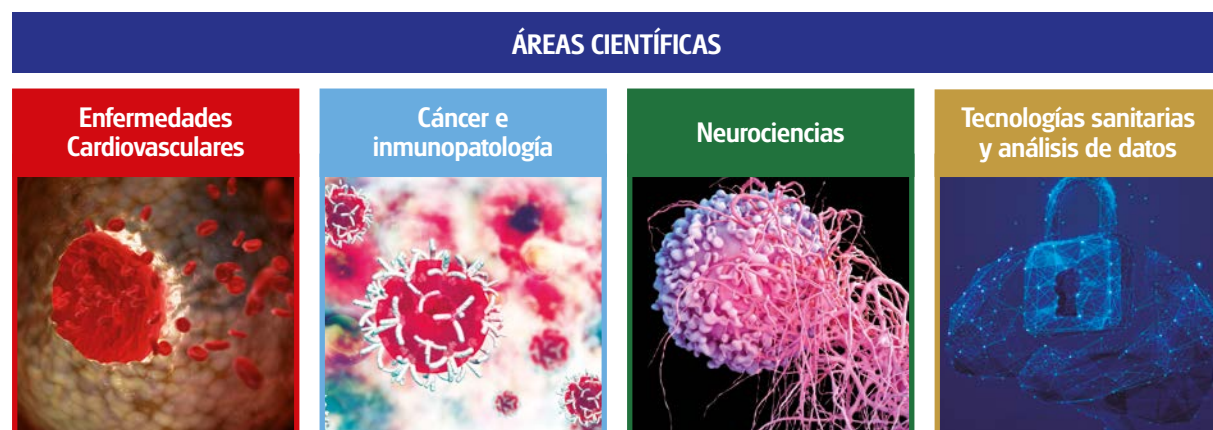 ÁREAS CIENTÍFICAS
Enfermedades
Cardiovasculares
Cáncer e
inmunopatología
Neurociencias
Tecnologías sanitarias
y análisis de datos